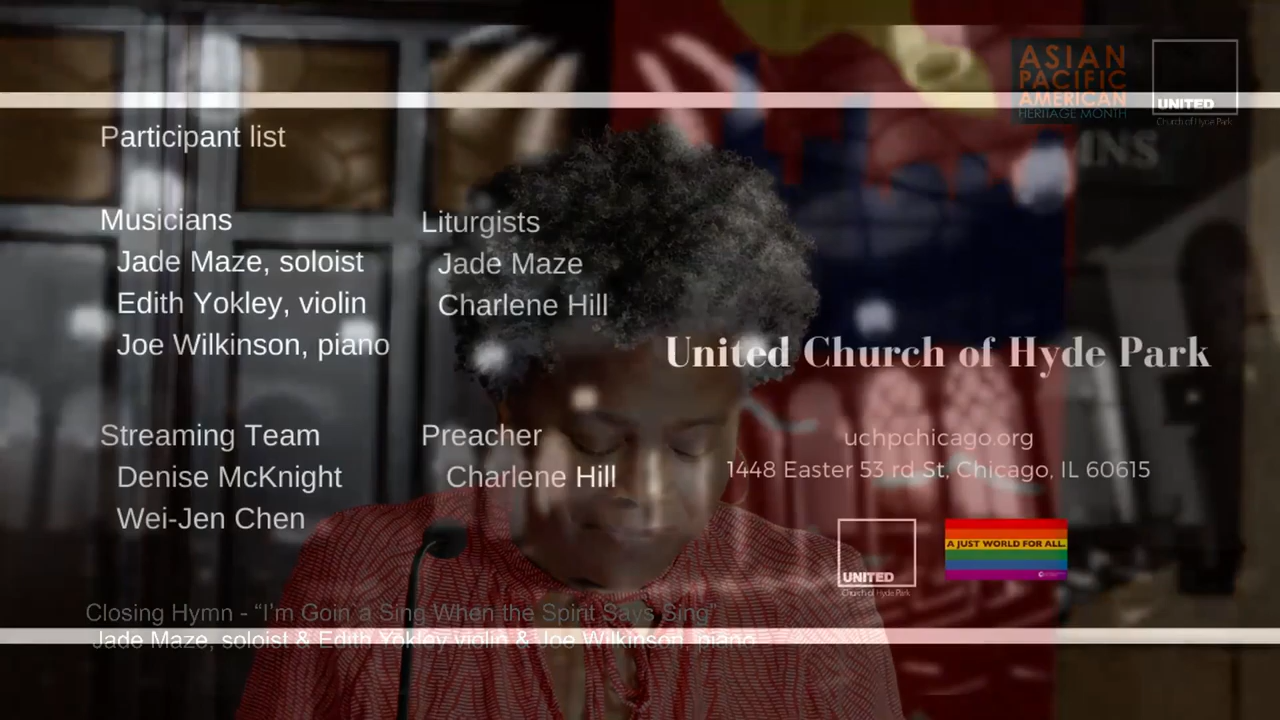 ASIAN
PACIFIC
AMERICAN
HERITAGE MONTH
UNITED
Church of Hyde Park
INS
Participant list
Musicians
Jade Maze, soloist
Edith Yokley, violin
Joe Wilkinson, piano
Liturgists
Jade Maze
Charlene Hill
Streaming Team
Denise McKnight
Wei-Jen Chen
Preacher
Charlene Hill
United Church of Hyde Park
uchpchicago.org
1448 Easter 53 rd St, Chicago, IL 60615
UNITED
Church of Hyde Park
A JUST WORLD FOR ALL.
Closing Hymn - “I'm Goin' a Sing When the Spirit Says Sing”
Jade Maze, soloist & Edith Yokley violin & Joe Wilkinson, piano